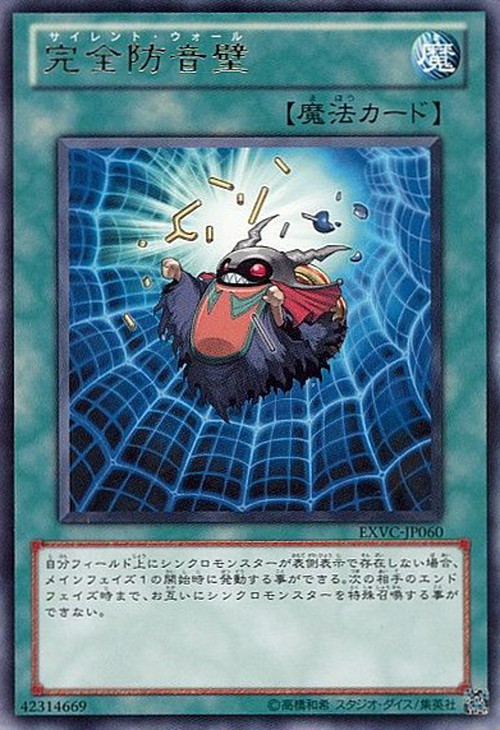 サイレント・ウォール
完全防音壁
魔
まほう
【魔法カード】
EXVC-JP060
自分フィールド上にシンクロモンスターが表側表示で存在しない場合、
メインフェイズ１の開始時に発動する事ができる。次の相手のエンド
フェイズ時まで、お互いにシンクロモンスターを特殊召喚する事が
できない。
42314669
©高橋和希 スタジオ・ダイス/集英社